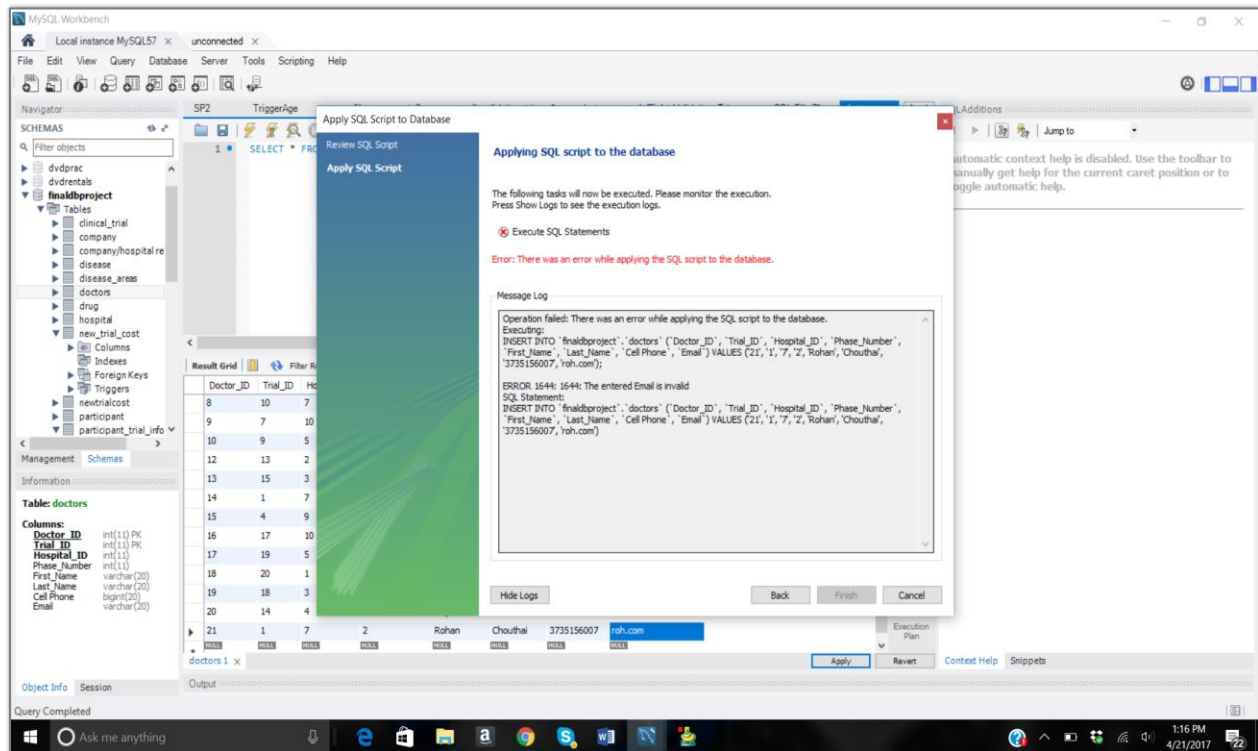 MySQL Workbench
Local instance MySQL57 × unconnected ×
File Edit View Query Database Server Tools Scripting Help
Navigator
SCHEMAS
Filter objects
dvdprac
dvdrentals
finaldbproject
Tables
clinical_trial
company
company/hospital re
disease
disease_areas
doctors
drug
hospital
new_trial_cost
Columns
Indexes
Foreign Keys
Triggers
newtrialcost
participant
participant_trial_info
Management Schemas
Information
Table: doctors
Columns:
Doctor_ID int(11) PK
Trial_ID int(11) PK
Hospital_ID int(11)
Phase_Number int(11)
First_Name varchar(20)
Last_Name varchar(20)
Cell Phone bigint(20)
Email varchar(20)
Object Info Session
Query Completed
SP2 TriggerAge
1 SELECT * FRO
Result Grid Filter R
Doctor_ID Trial_ID Ho
8 10 7
9 7 10
10 9 5
12 13 2
13 15 3
14 1 7
15 4 9
16 17 10
17 19 5
18 20 1
19 18 3
20 14 4
21 1 7 2 Rohan Chouthai 3735156007 roh.com
NULL NULL NULL NULL NULL NULL NULL NULL
doctors 1 × Apply Revert
Output
Apply SQL Script to Database
Review SQL Script
Apply SQL Script
Applying SQL script to the database
The following tasks will now be executed. Please monitor the execution.
Press Show Logs to see the execution logs.
Execute SQL Statements
Error: There was an error while applying the SQL script to the database.
Message Log
Operation failed: There was an error while applying the SQL script to the database.
Executing:
INSERT INTO `finaldbproject`.`doctors` (`Doctor_ID`, `Trial_ID`, `Hospital_ID`, `Phase_Number`,
`First_Name`, `Last_Name`, `Cell Phone`, `Email`) VALUES ('21', '1', '7', '2', 'Rohan', 'Chouthai',
'3735156007', 'roh.com');
ERROR 1644: 1644: The entered Email is invalid
SQL Statement:
INSERT INTO `finaldbproject`.`doctors` (`Doctor_ID`, `Trial_ID`, `Hospital_ID`, `Phase_Number`,
`First_Name`, `Last_Name`, `Cell Phone`, `Email`) VALUES ('21', '1', '7', '2', 'Rohan', 'Chouthai',
'3735156007', 'roh.com')
Hide Logs Back Finish Cancel
LAdditions
Jump to
utomatic context help is disabled. Use the toolbar to
anually get help for the current caret position or to
oggle automatic help.
Execution
Plan
Context Help Snippets
Ask me anything
1:16 PM
4/21/2017
22